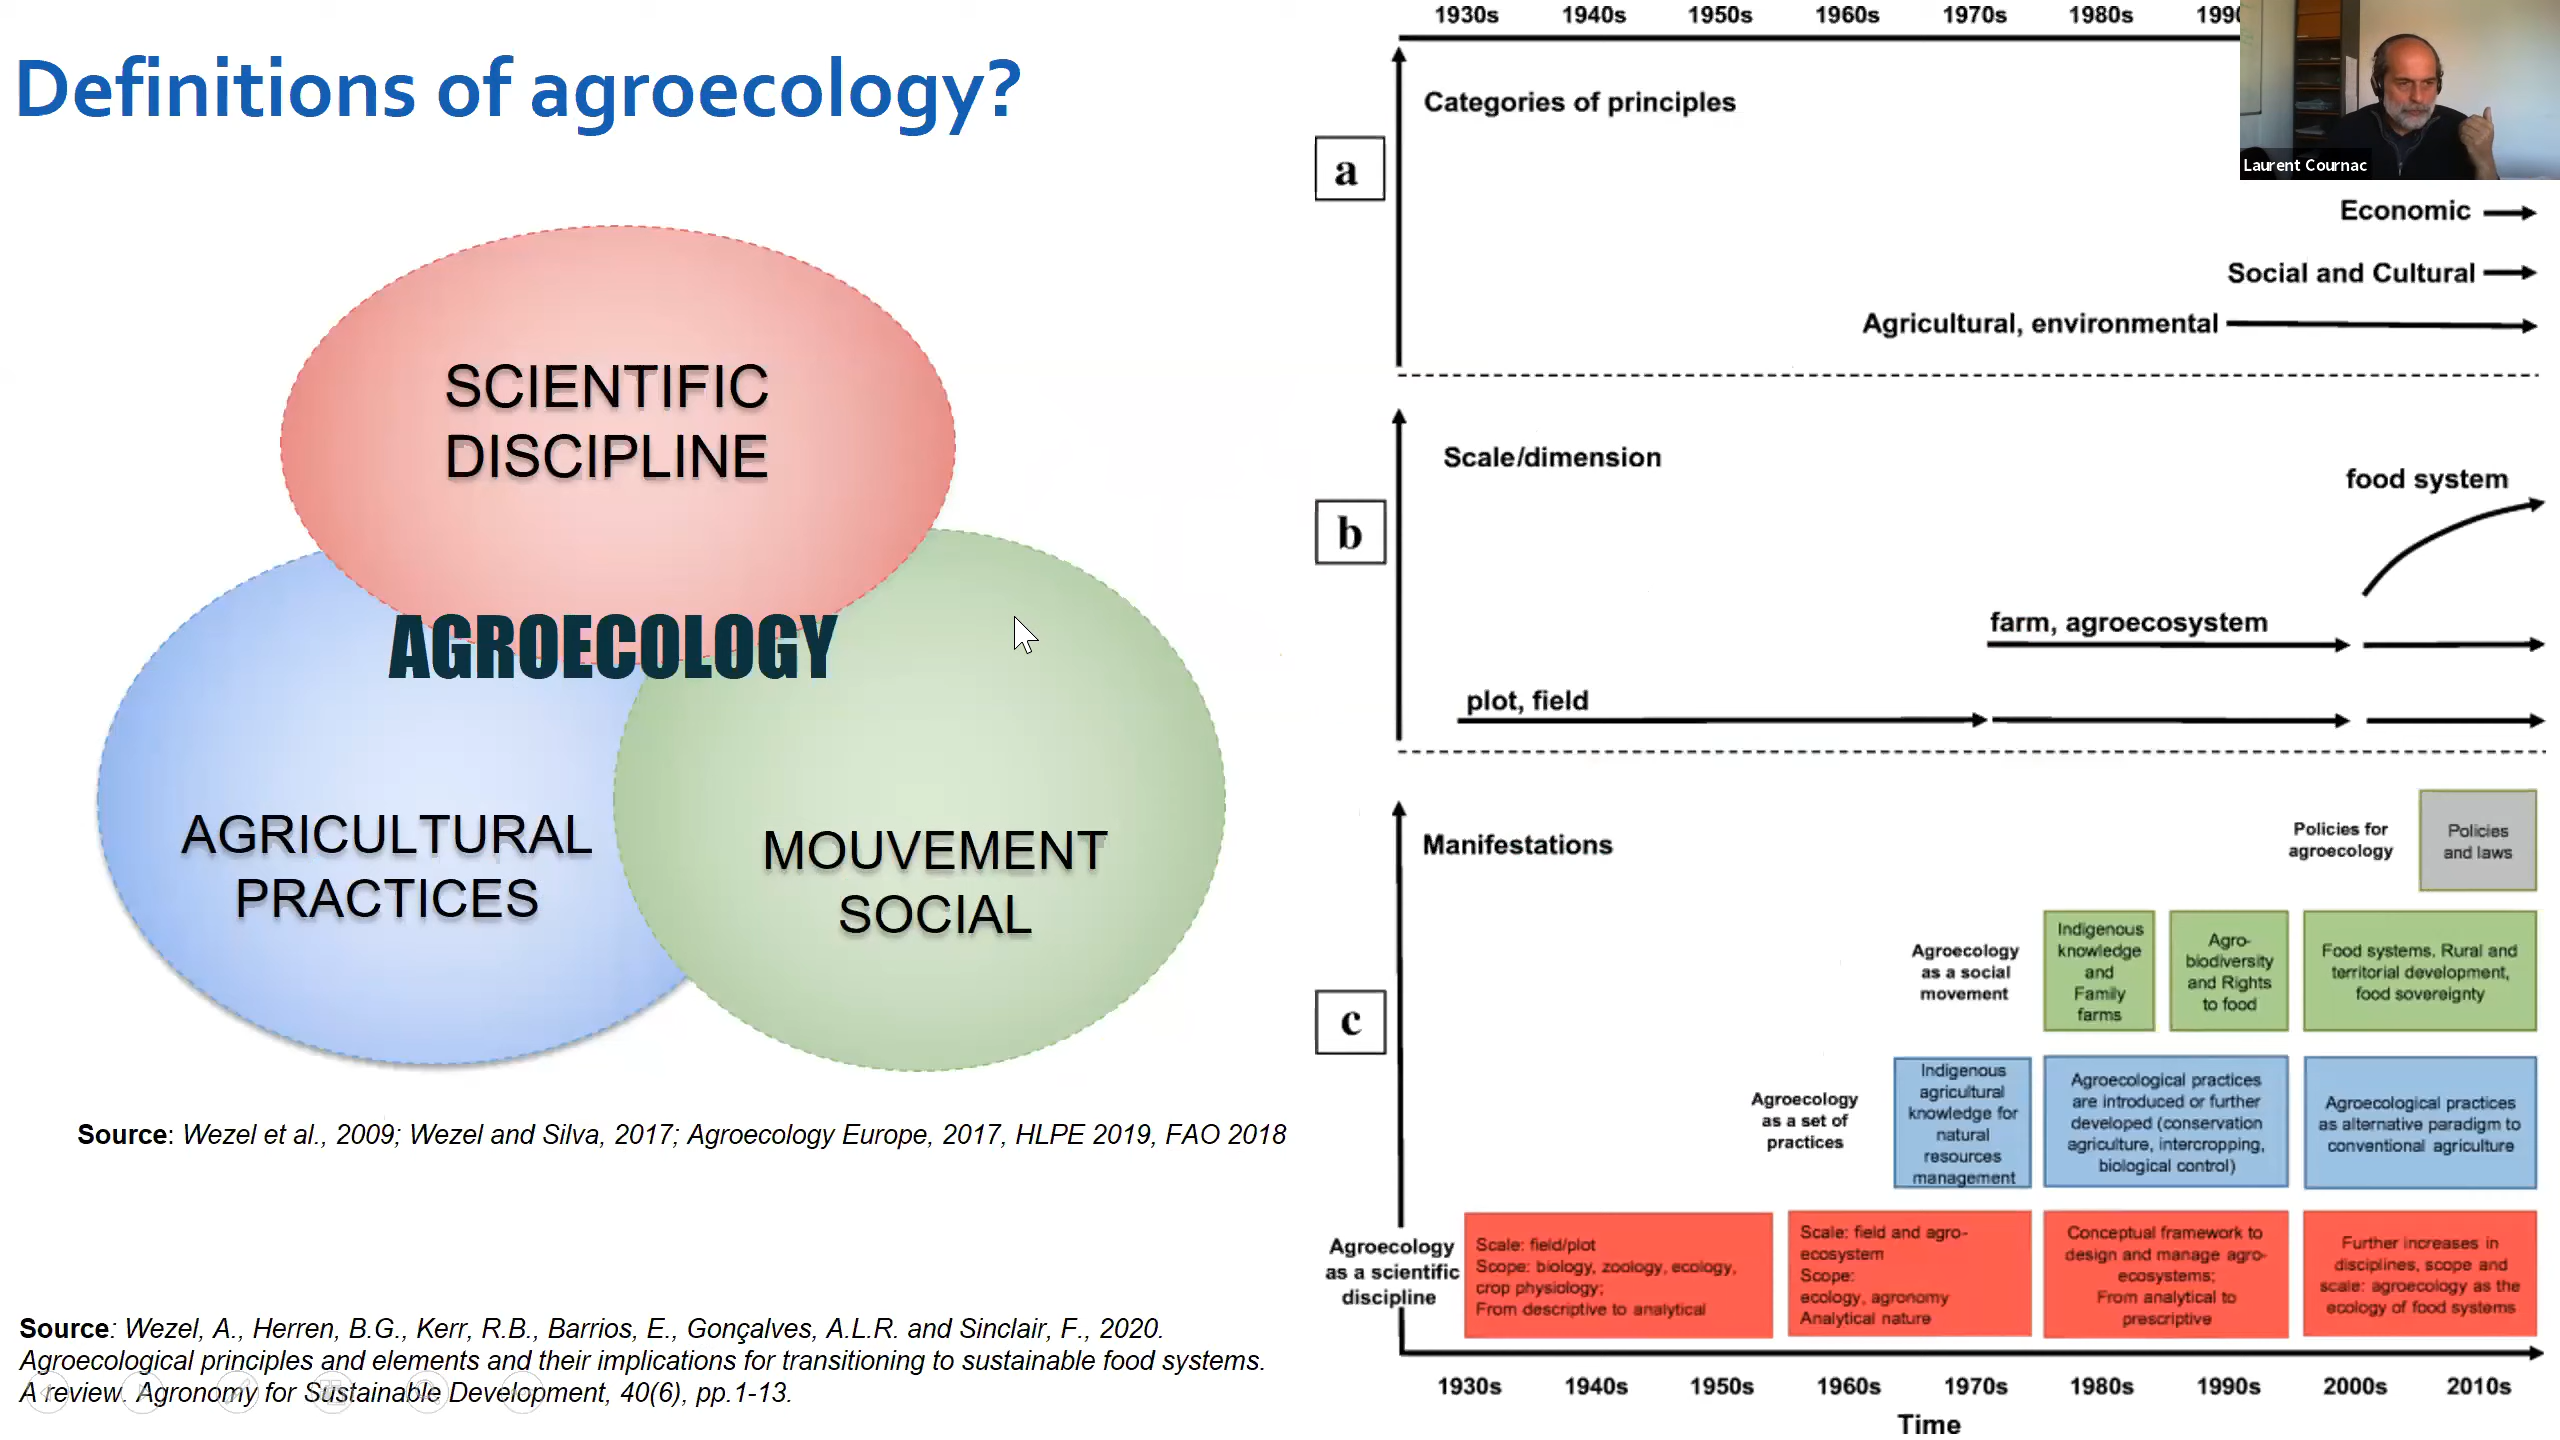 Definitions of agroecology?
SCIENTIFIC
DISCIPLINE
AGROECOLOGY
AGRICULTURAL
PRACTICES
MOUVEMENT
SOCIAL
Source: Wezel et al., 2009; Wezel and Silva, 2017; Agroecology Europe, 2017, HLPE 2019, FAO 2018
Source: Wezel, A., Herren, B.G., Kerr, R.B., Barrios, E., Gonçalves, A.L.R. and Sinclair, F., 2020.
Agroecological principles and elements and their implications for transitioning to sustainable food systems.
A review. Agronomy for Sustainable Development, 40(6), pp.1-13.
1930s 1940s 1950s 1960s 1970s 1980s 1990
Laurent Cournac
a
Categories of principles
Economic
Social and Cultural
Agricultural, environmental
b
Scale/dimension
food system
farm, agroecosystem
plot, field
c
Manifestations
Policies for
agroecology
Policies
and laws
Agroecology
as a social
movement
Indigenous
knowledge
and
Family
farms
Agro-
biodiversity
and Rights
to food
Food systems, Rural and
territorial development,
food sovereignty
Agroecology
as a set of
practices
Indigenous
agricultural
knowledge for
natural
resources
management
Agroecological practices
are introduced or further
developed (conservation
agriculture, intercropping,
biological control)
Agroecological practices
as alternative paradigm to
conventional agriculture
Agroecology
as a scientific
discipline
Scale: field/plot
Scope: biology, zoology, ecology,
crop physiology;
From descriptive to analytical
Scale: field and agro-
ecosystem
Scope:
ecology, agronomy
Analytical nature
Conceptual framework to
design and manage agro-
ecosystems;
From analytical to
prescriptive
Further increases in
disciplines, scope and
scale: agroecology as the
ecology of food systems
1930s 1940s 1950s 1960s 1970s 1980s 1990s 2000s 2010s
Time